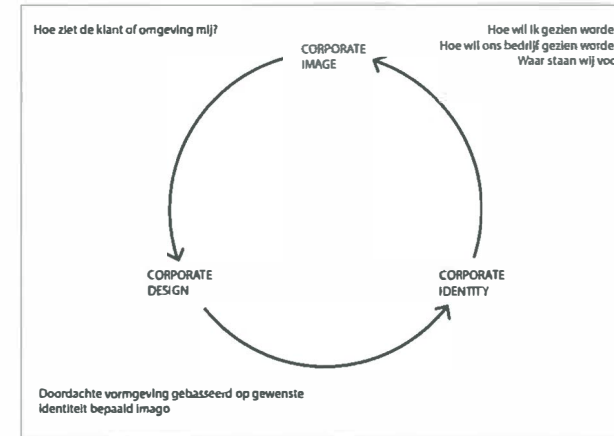 Hoe ziet de klant of omgeving mij?
Hoe wil ik gezien worde
Hoe wil ons bedrijf gezien worde
Waar staan wij voo
CORPORATE
IMAGE
CORPORATE
DESIGN
CORPORATE
IDENTITY
Doordachte vormgeving gebasseerd op gewenste
identiteit bepaald imago